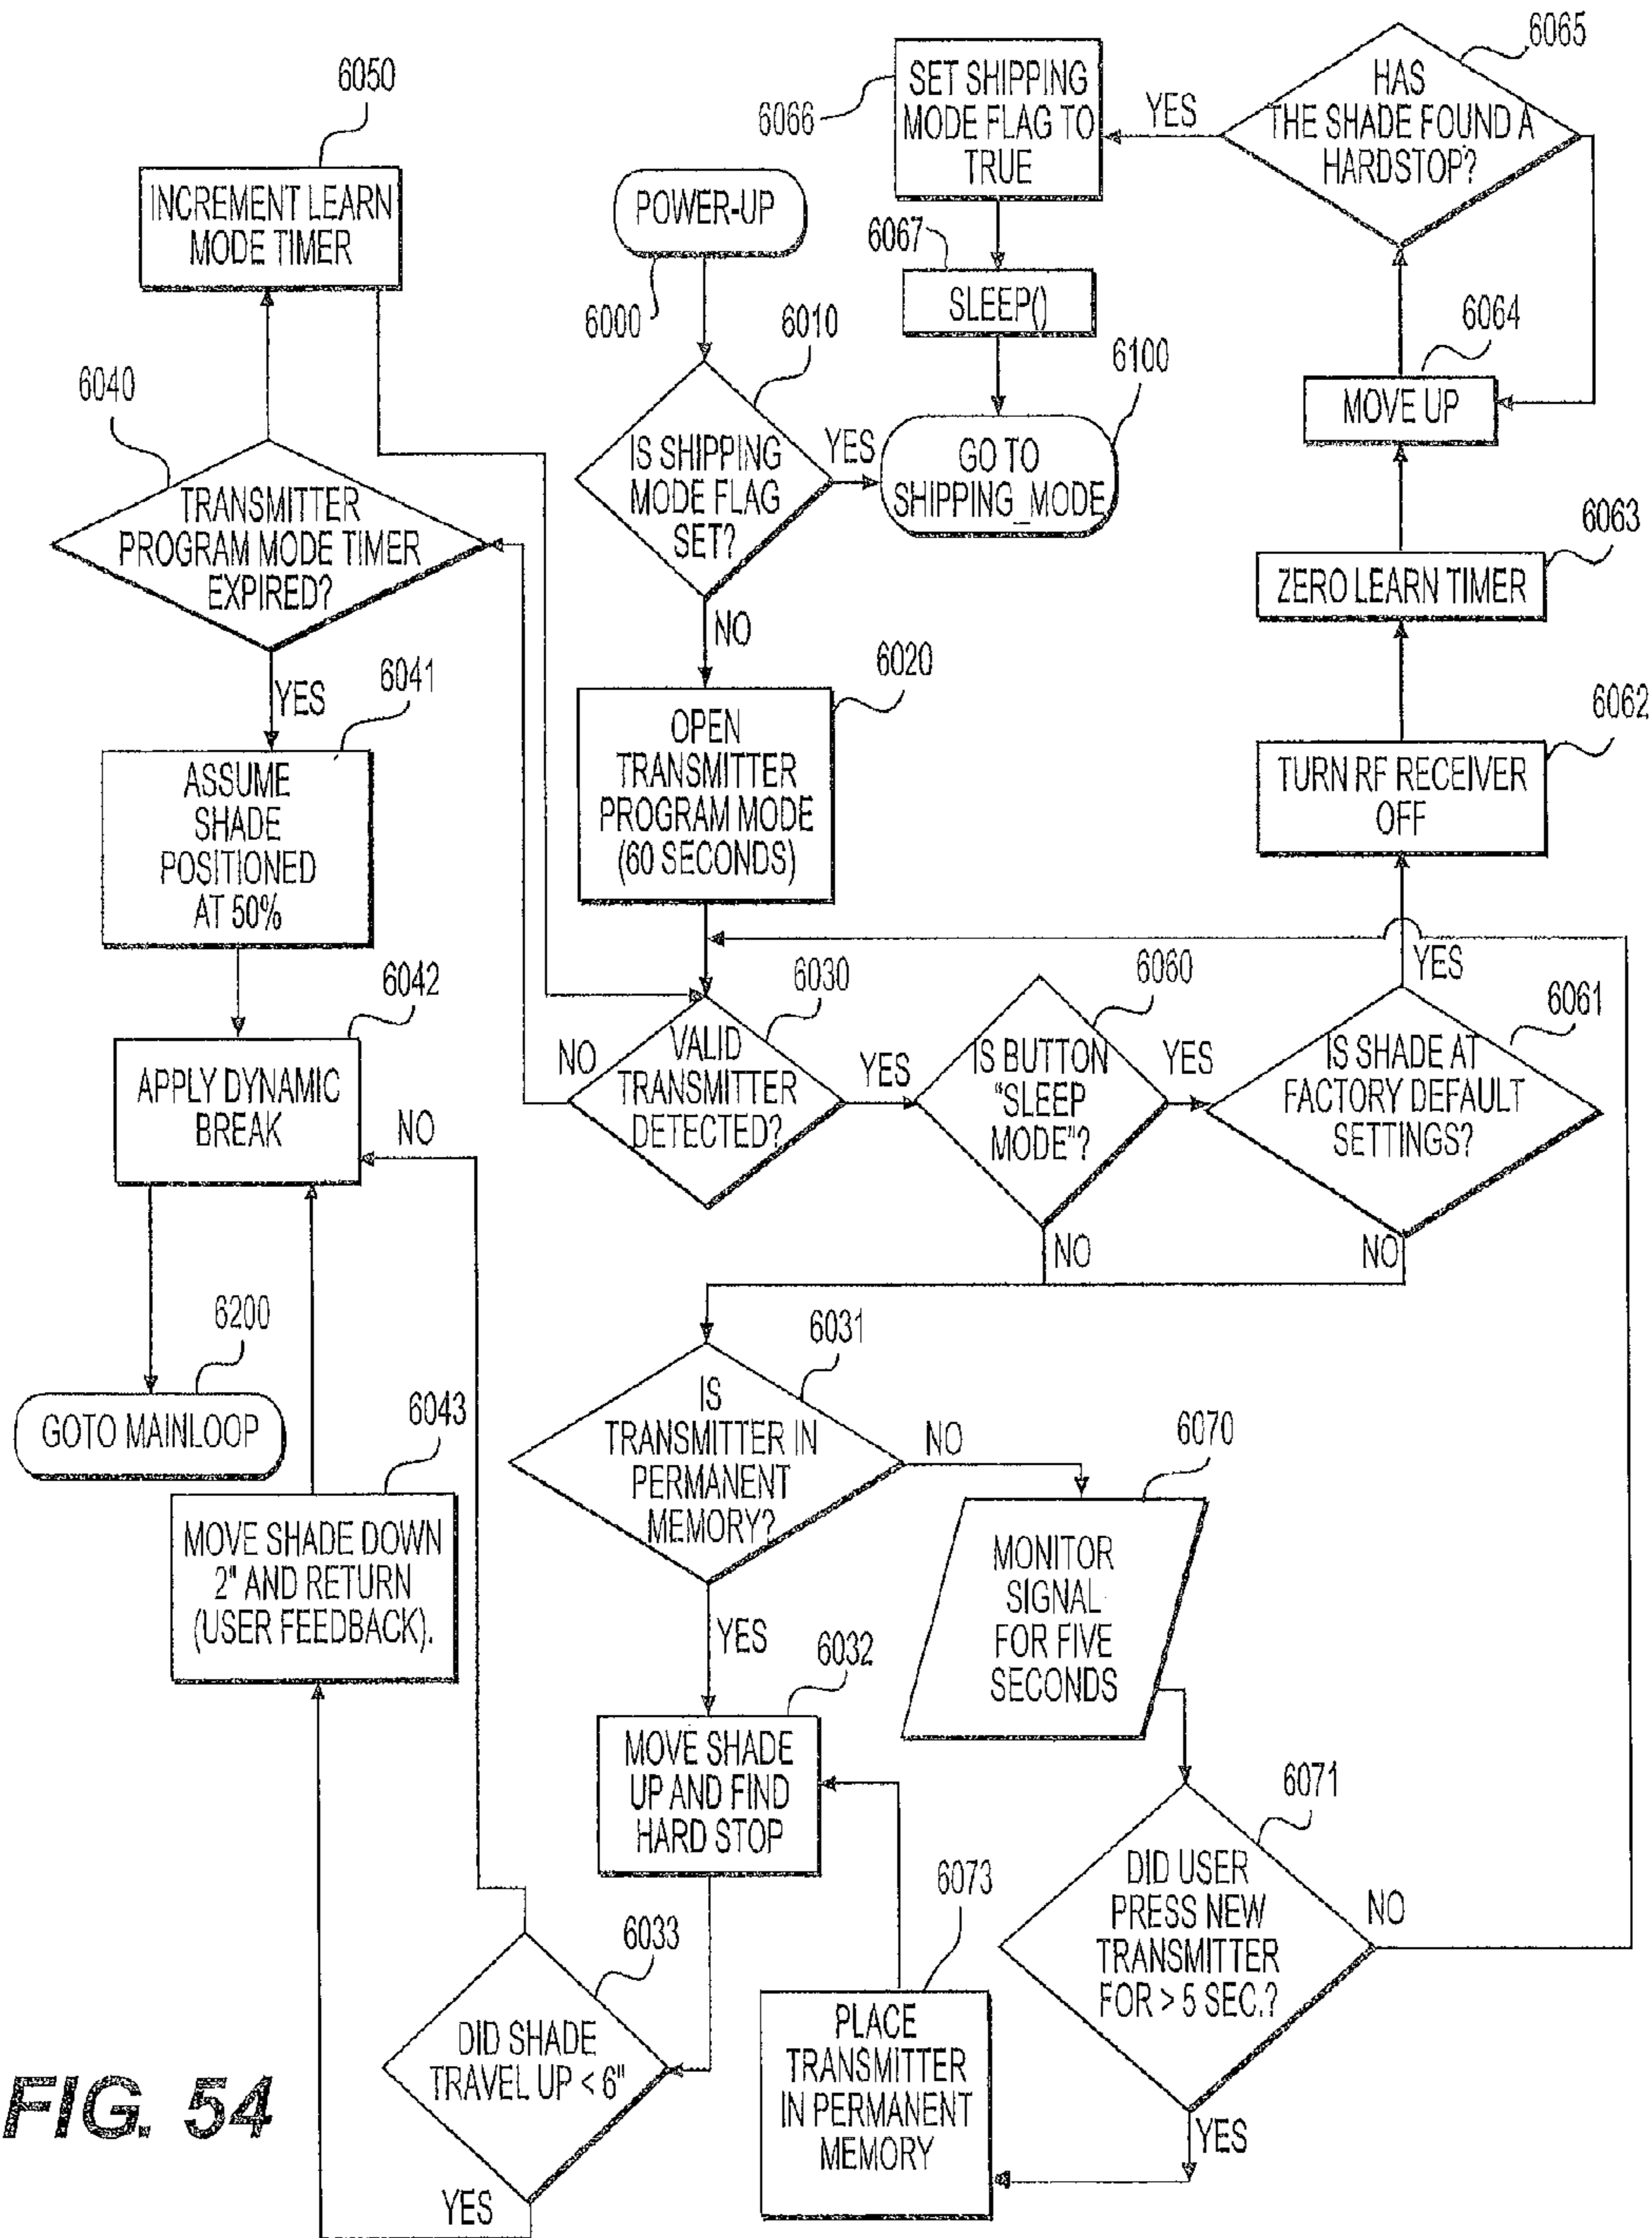 6050
INCREMENT LEARN
MODE TIMER
6040
TRANSMITTER
PROGRAM MODE TIMER
EXPIRED?
YES
6041
ASSUME
SHADE
POSITIONED
AT 50%
6042
APPLY DYNAMIC
BREAK
NO
6200
GOTO MAINLOOP
6043
MOVE SHADE DOWN
2" AND RETURN
(USER FEEDBACK).
POWER-UP
6000
6010
IS SHIPPING
MODE FLAG
SET?
YES
NO
6020
OPEN
TRANSMITTER
PROGRAM MODE
(60 SECONDS)
6066
SET SHIPPING
MODE FLAG TO
TRUE
6067
SLEEP()
6100
GO TO
SHIPPING_MODE
YES
6065
HAS
THE SHADE FOUND A
HARDSTOP?
6064
MOVE UP
6063
ZERO LEARN TIMER
6062
TURN RF RECEIVER
OFF
YES
6030
NO
VALID
TRANSMITTER
DETECTED?
YES
6060
IS BUTTON
"SLEEP
MODE"?
YES
NO
6061
IS SHADE AT
FACTORY DEFAULT
SETTINGS?
NO
6031
IS
TRANSMITTER IN
PERMANENT
MEMORY?
NO
YES
6070
MONITOR
SIGNAL
FOR FIVE
SECONDS
6032
MOVE SHADE
UP AND FIND
HARD STOP
6071
DID USER
PRESS NEW
TRANSMITTER
FOR > 5 SEC.?
NO
YES
6073
PLACE
TRANSMITTER
IN PERMANENT
MEMORY
6033
DID SHADE
TRAVEL UP < 6"
YES
FIG. 54